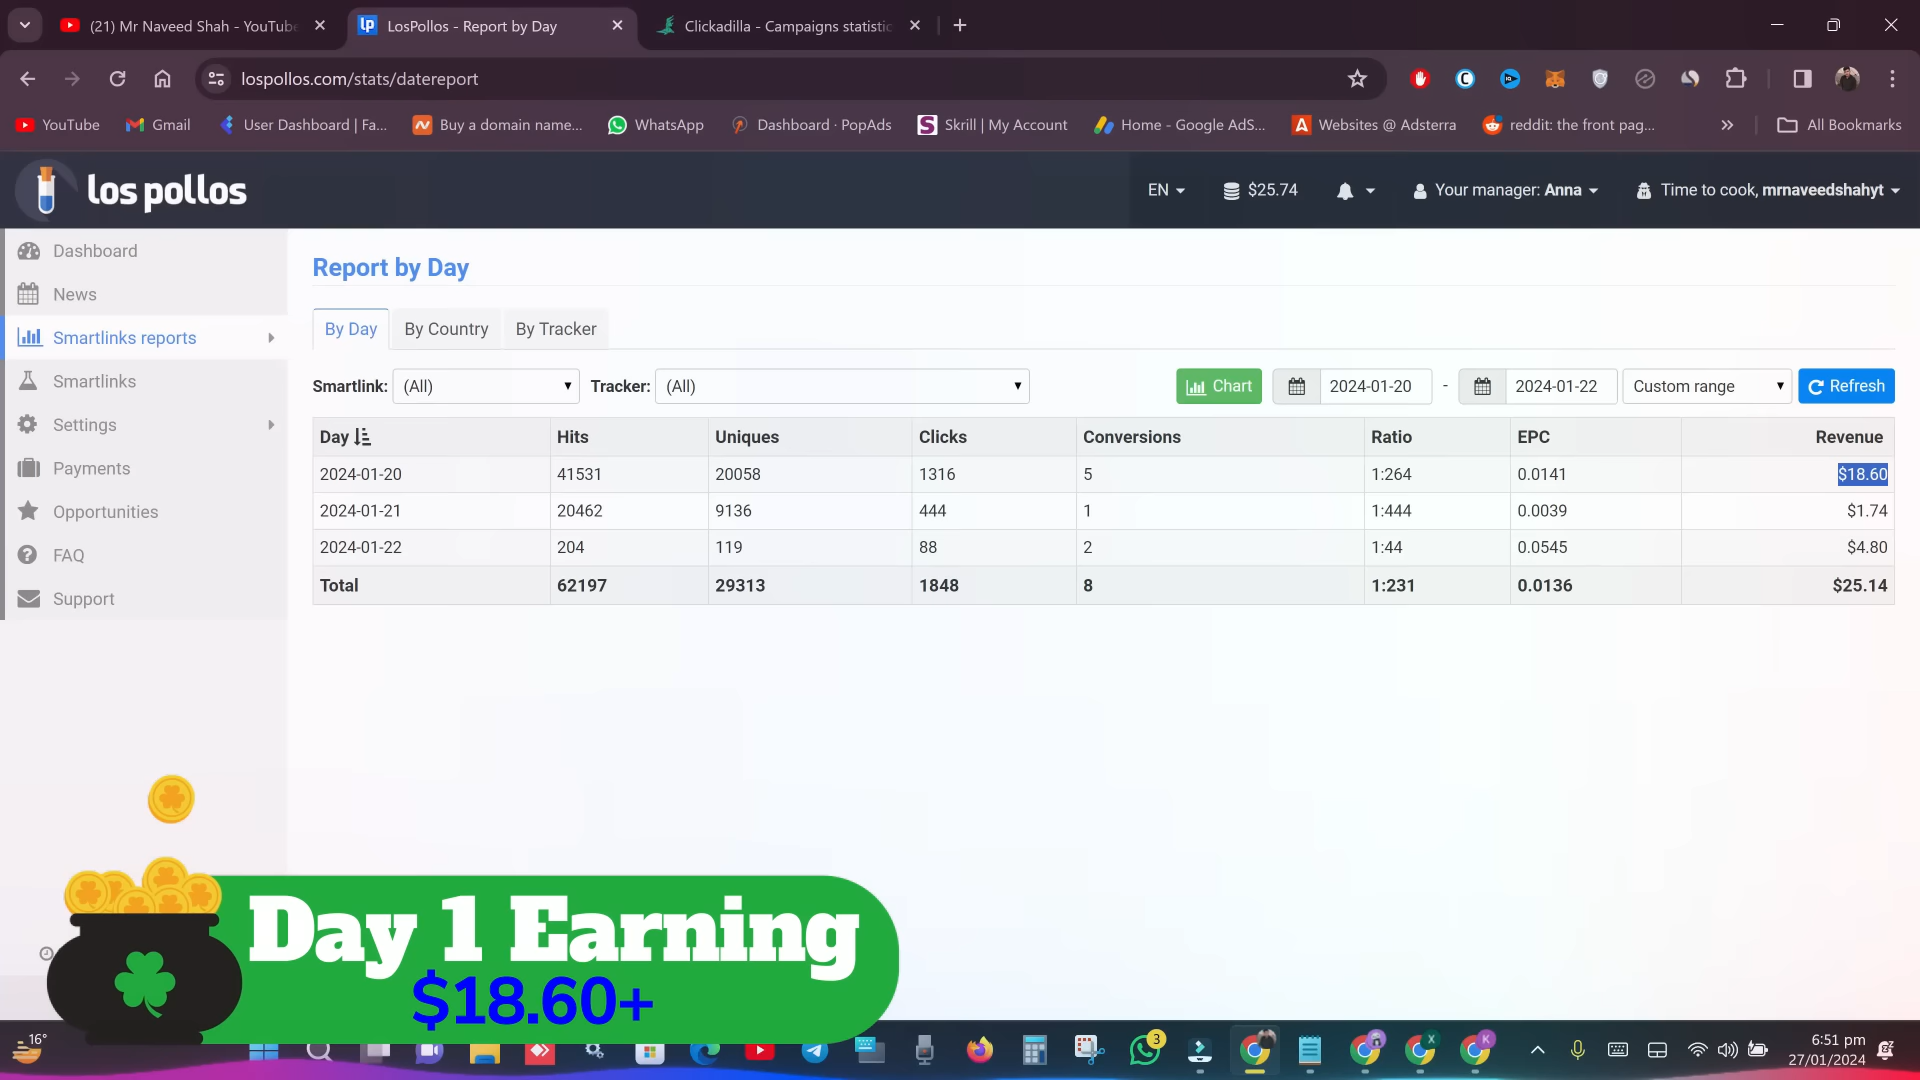 (21) Mr Naveed Shah - YouTube
LosPollos - Report by Day
Clickadilla - Campaigns statistic
lospollos.com/stats/datereport
YouTube
Gmail
User Dashboard | Fa...
Buy a domain name...
WhatsApp
Dashboard · PopAds
Skrill | My Account
Home - Google AdS...
Websites @ Adsterra
reddit: the front pag...
All Bookmarks
los pollos
EN
$25.74
Your manager: Anna
Time to cook, mrnaveedshahyt
Dashboard
News
Smartlinks reports
Smartlinks
Settings
Payments
Opportunities
FAQ
Support
Report by Day
By Day By Country By Tracker
Smartlink: (All) Tracker: (All) Chart 2024-01-20 - 2024-01-22 Custom range Refresh
Day Hits Uniques Clicks Conversions Ratio EPC Revenue
2024-01-20 41531 20058 1316 5 1:264 0.0141 $18.60
2024-01-21 20462 9136 444 1 1:444 0.0039 $1.74
2024-01-22 204 119 88 2 1:44 0.0545 $4.80
Total 62197 29313 1848 8 1:231 0.0136 $25.14
Day 1 Earning
$18.60+
16°
3
6:51 pm
27/01/2024